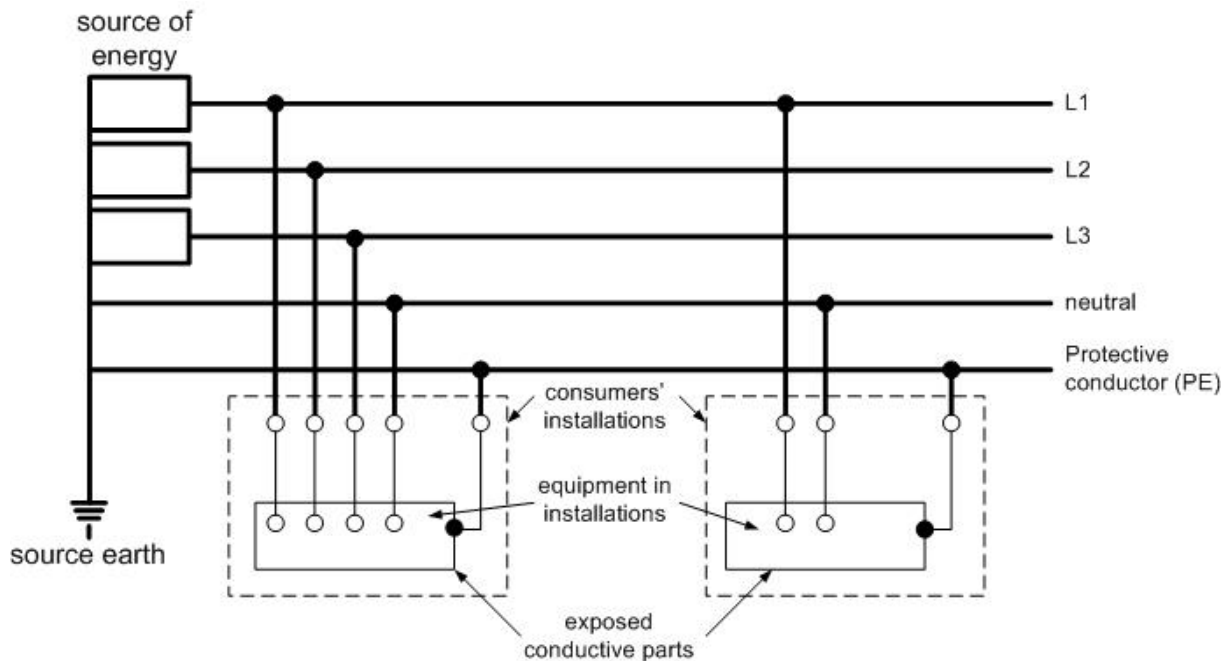 source of
energy
L1
L2
L3
neutral
Protective
conductor (PE)
consumers'
installations
equipment in
installations
source earth
exposed
conductive parts